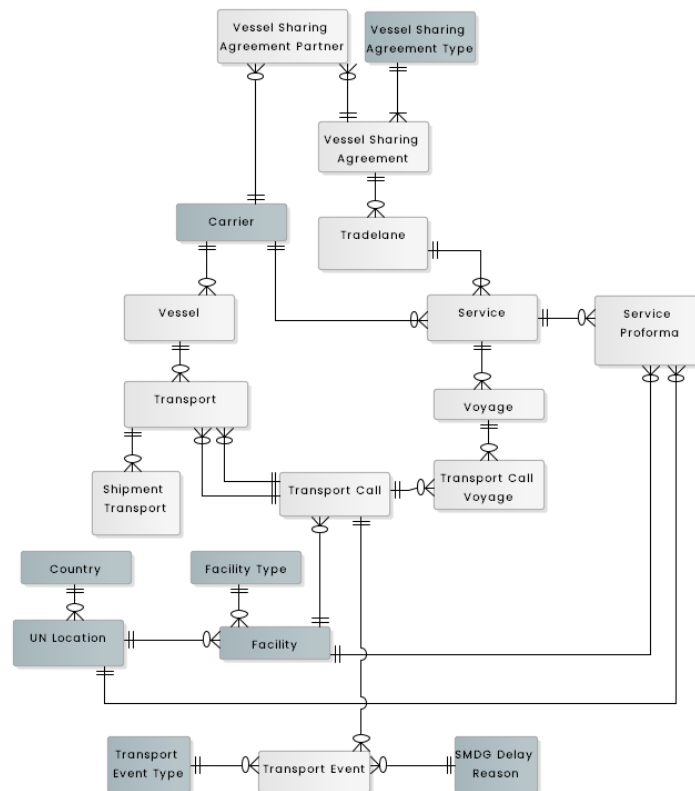 Vessel Sharing
Agreement Partner
Vessel Sharing
Agreement Type
Vessel Sharing
Agreement
Carrier
Tradelane
Vessel
Service
Service
Proforma
Transport
Voyage
Shipment
Transport
Transport Call
Transport Call
Voyage
Country
Facility Type
UN Location
Facility
Transport
Event Type
Transport Event
SMDG Delay
Reason